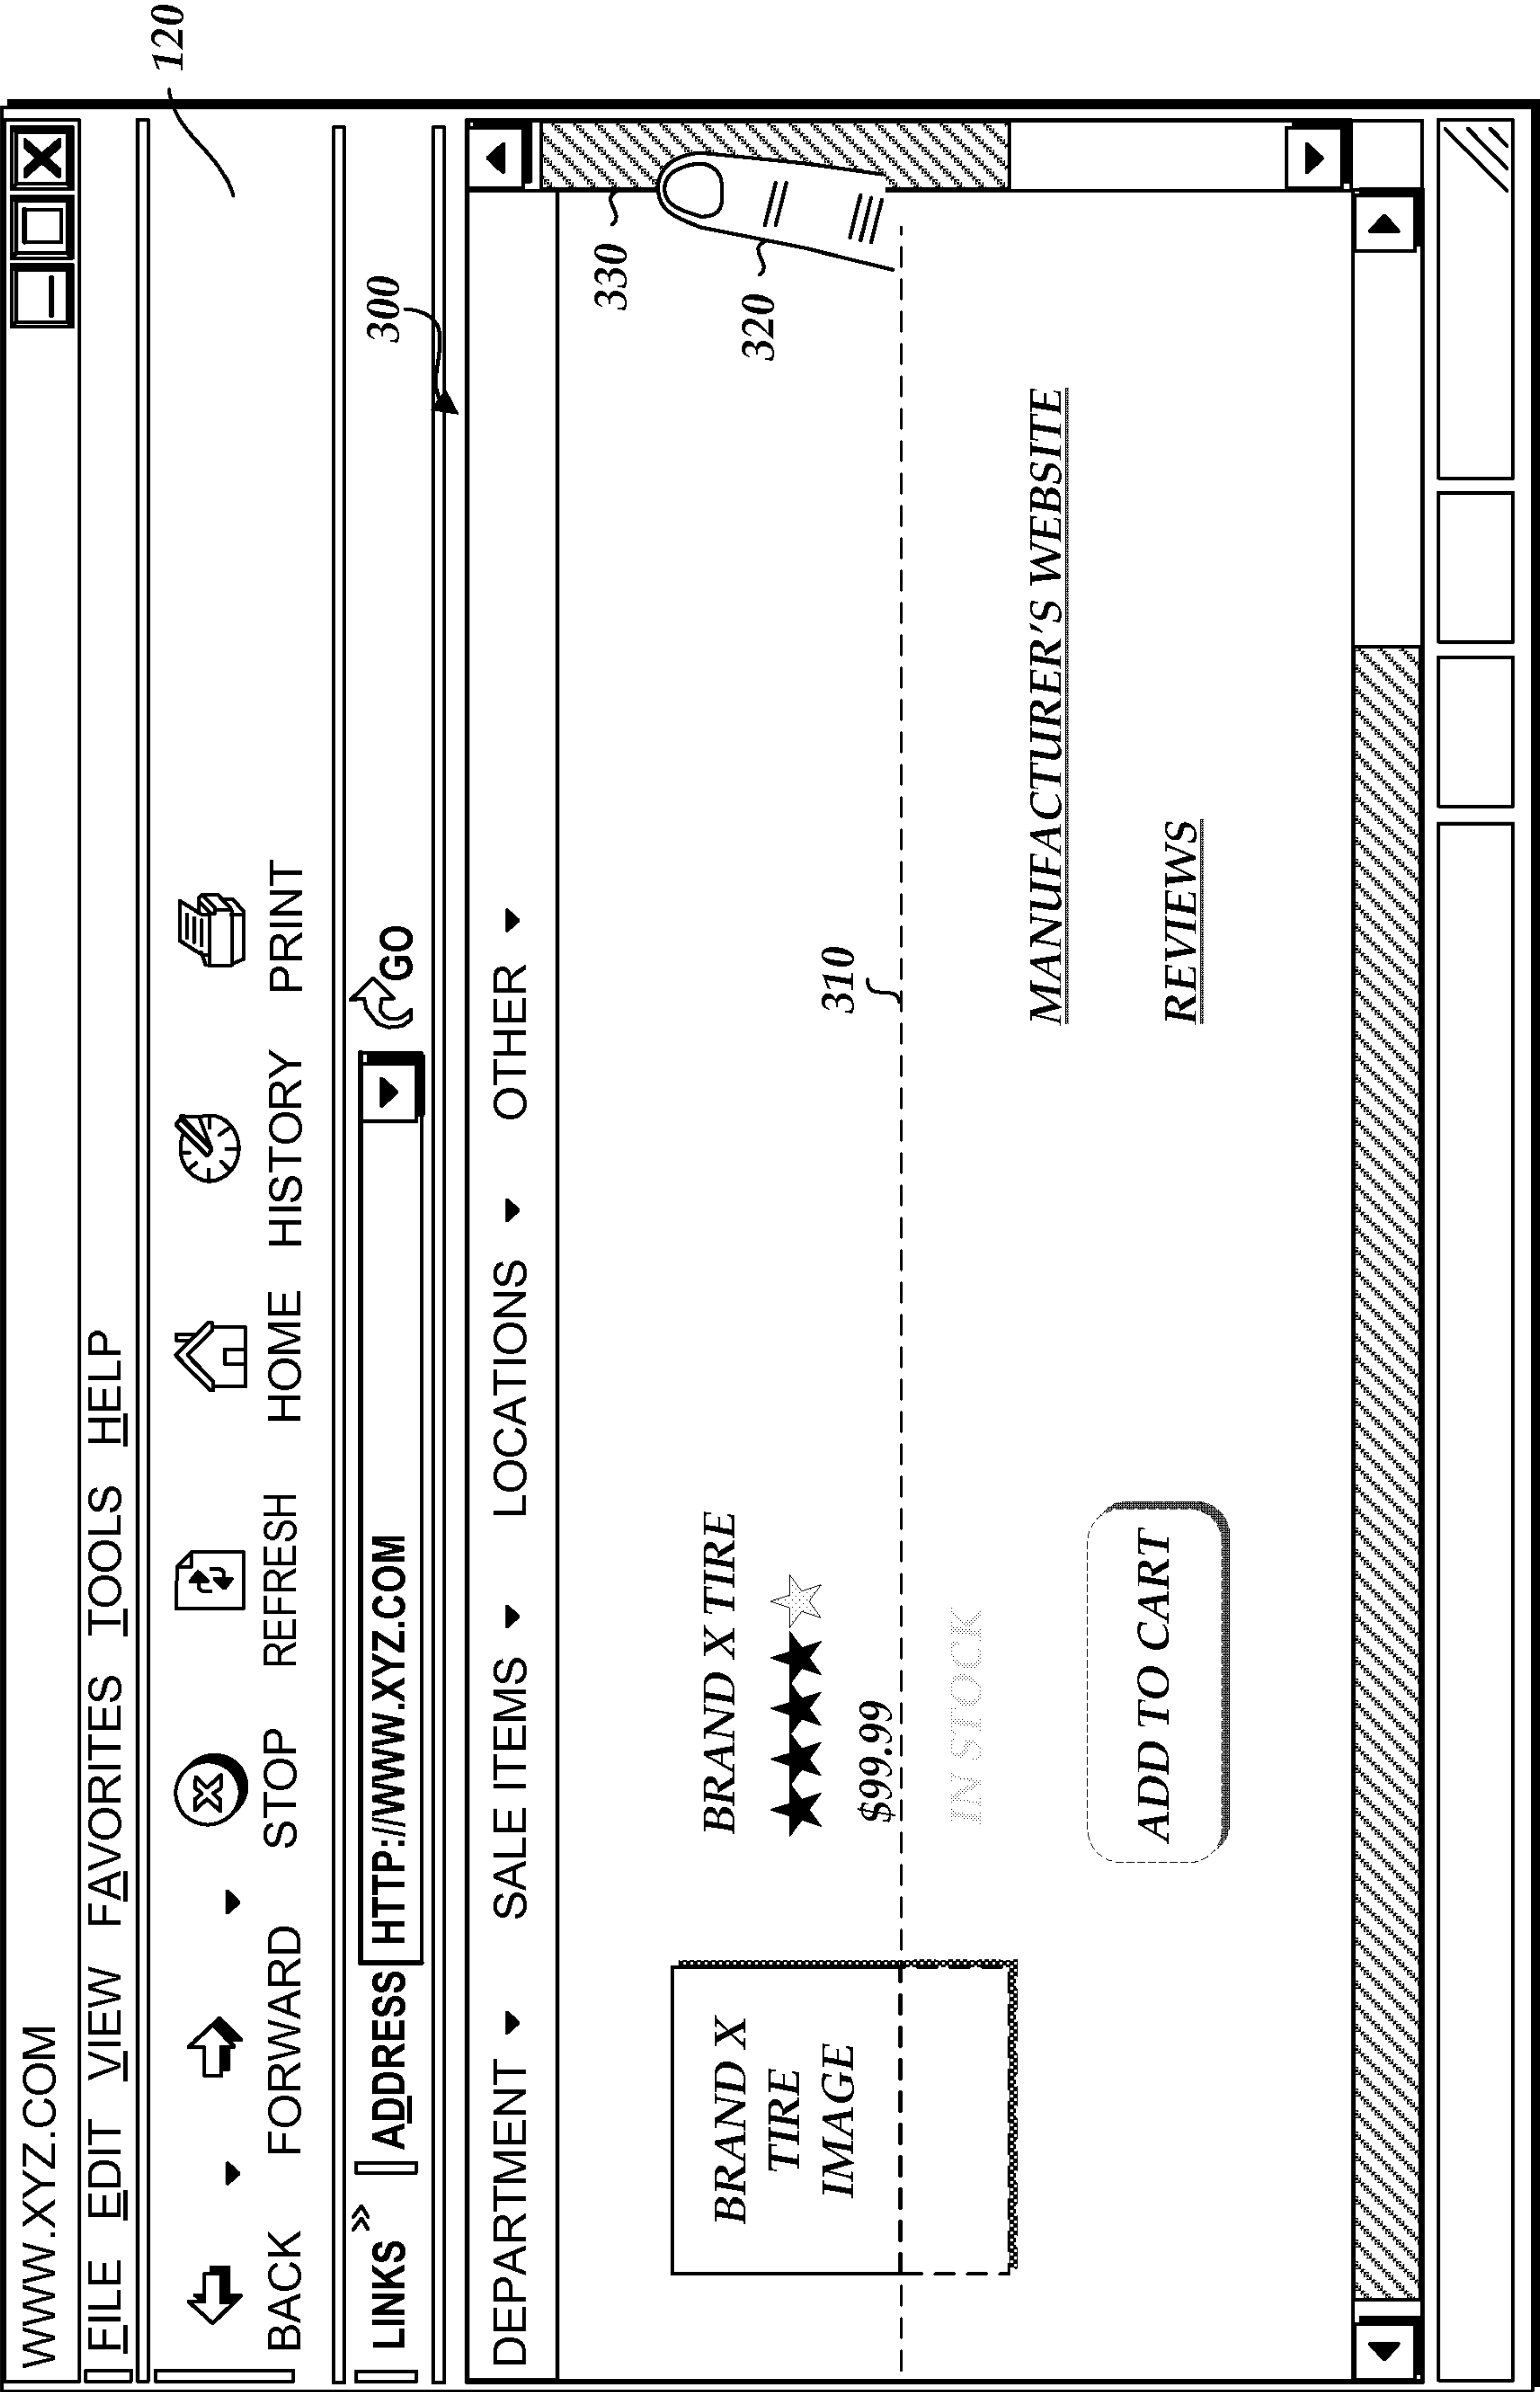 120
WWW.XYZ.COM
FILE EDIT VIEW FAVORITES TOOLS HELP
BACK FORWARD STOP REFRESH HOME HISTORY PRINT
LINKS » ADDRESS HTTP://WWW.XYZ.COM GO
300
DEPARTMENT SALE ITEMS LOCATIONS OTHER
330
BRAND X
TIRE
IMAGE
BRAND X TIRE
320
$99.99
310
IN STOCK
MANUFACTURER'S WEBSITE
ADD TO CART
REVIEWS